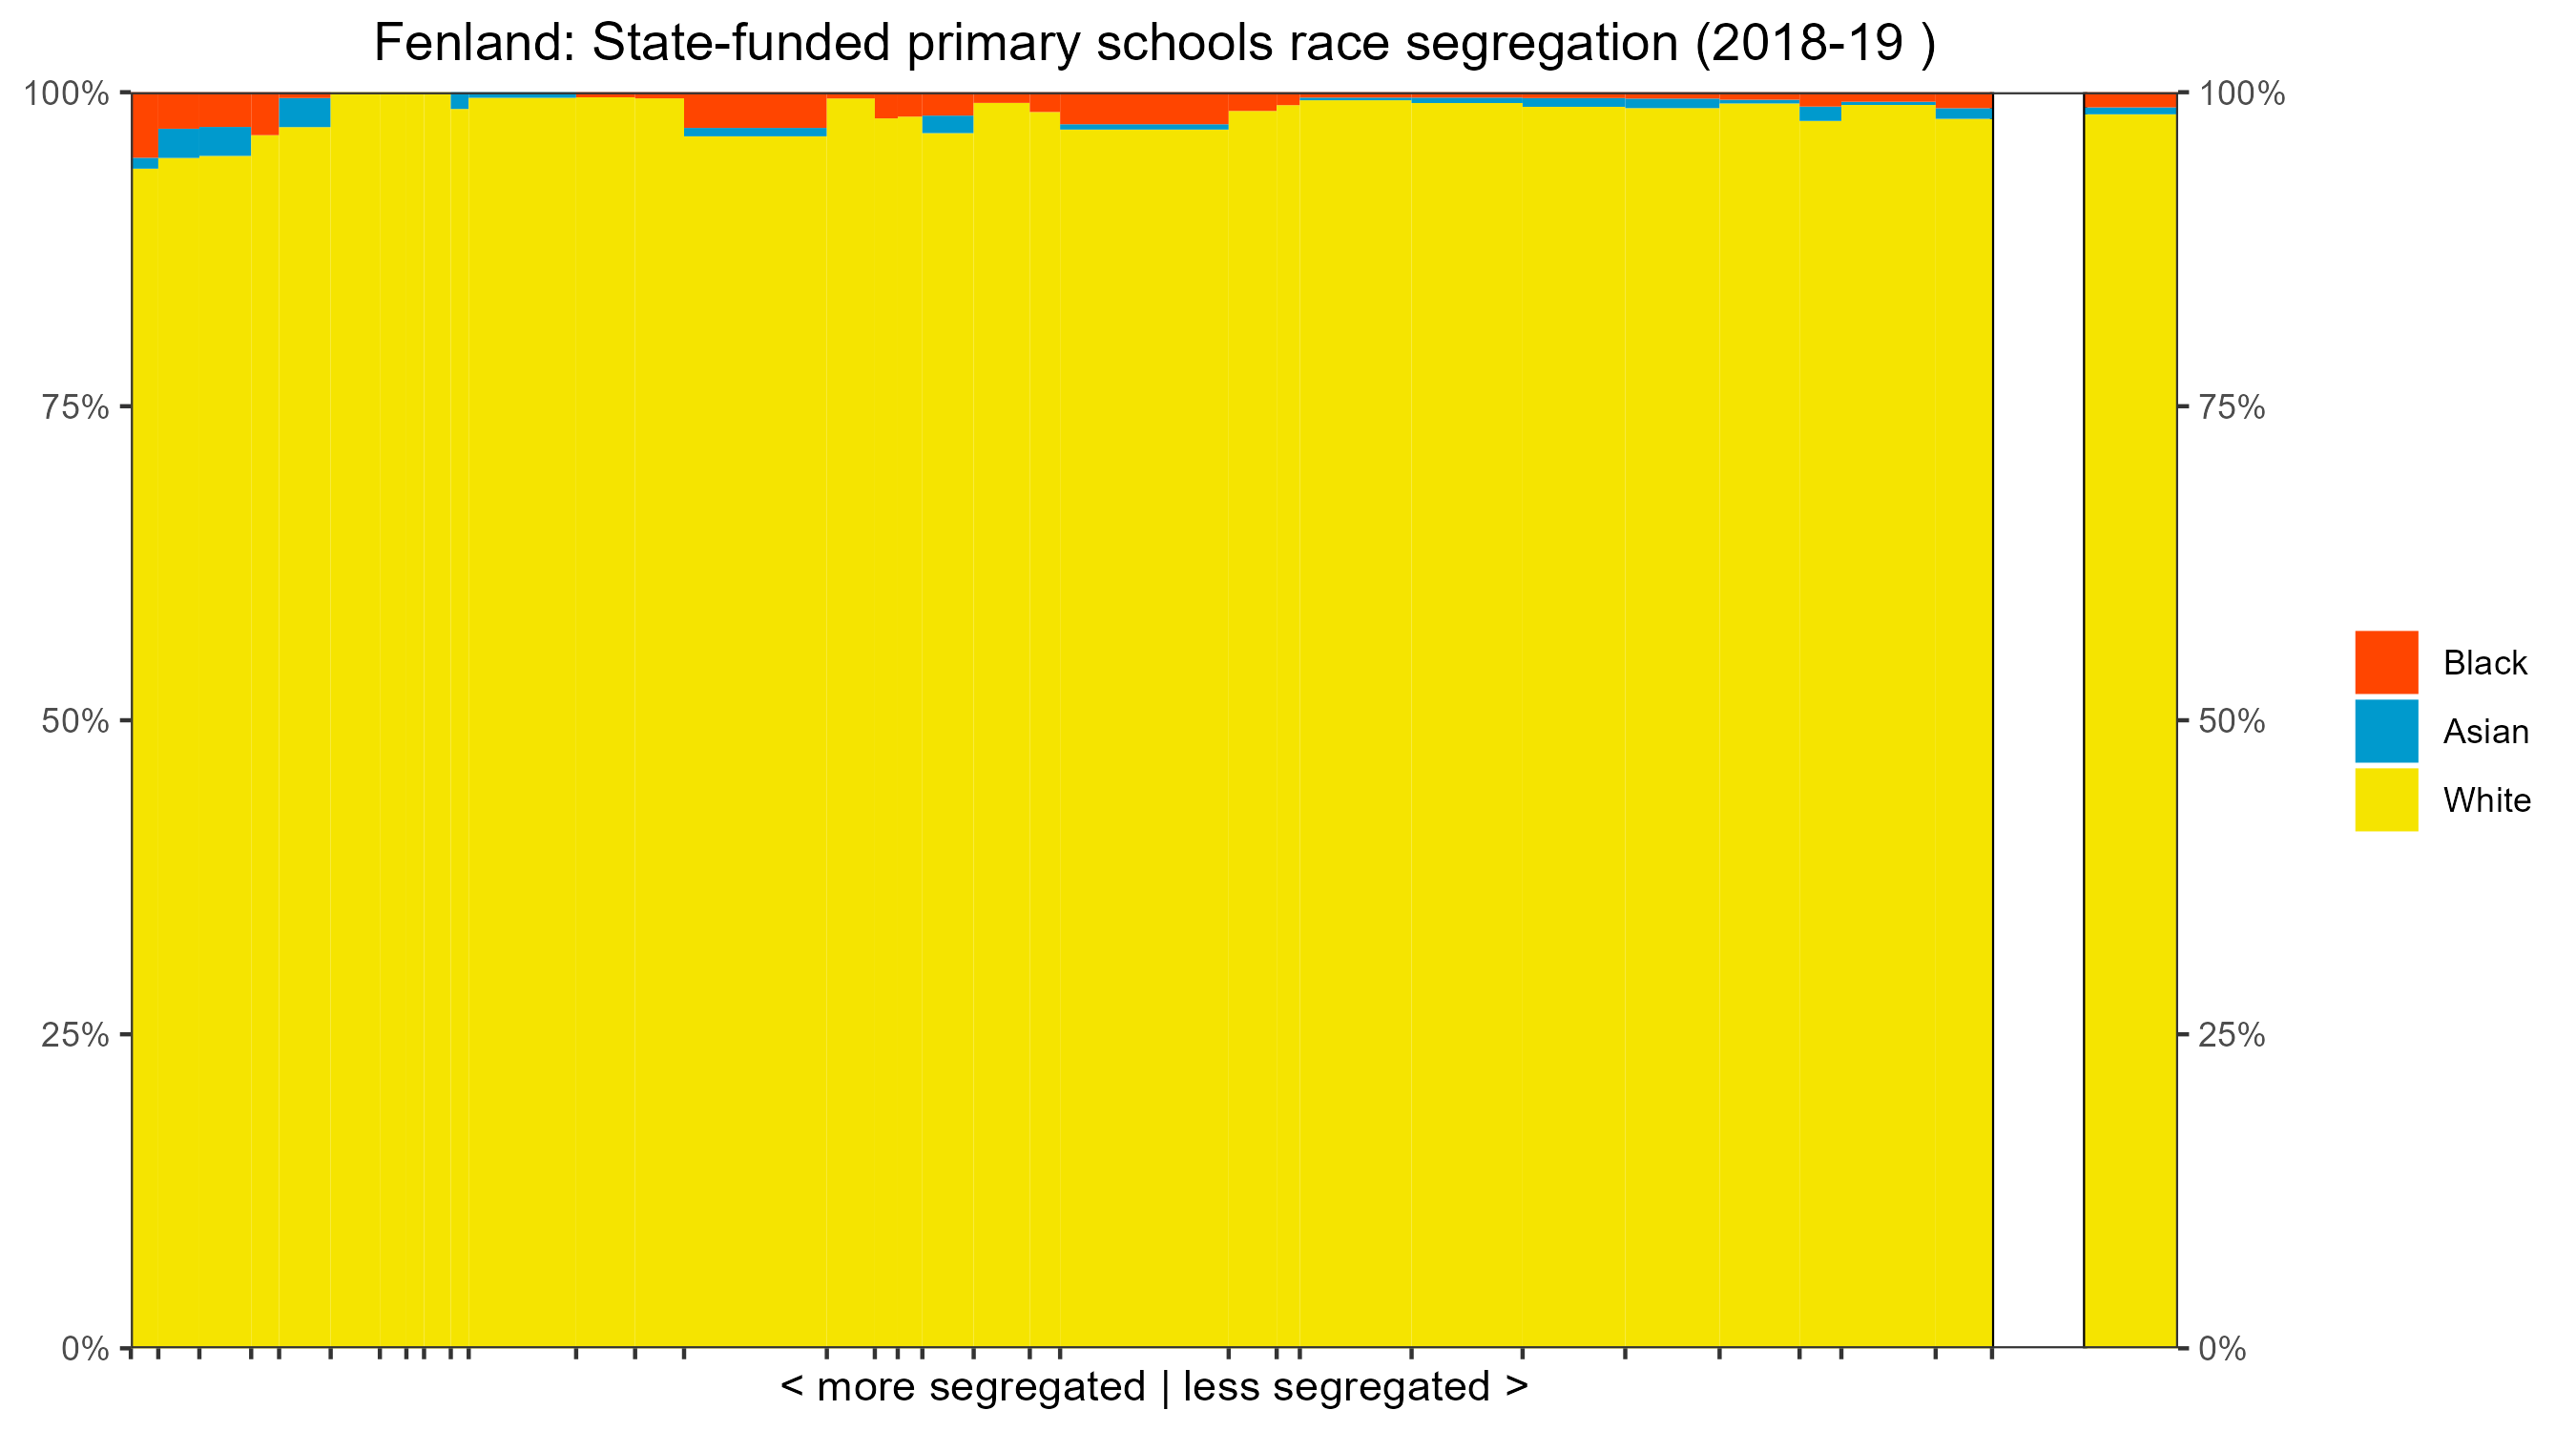 Fenland: State-funded primary schools race segregation (2018-19 )
100%
75%
50%
25%
0%
100%
75%
50%
25%
0%
Black
Asian
White
< more segregated | less segregated >